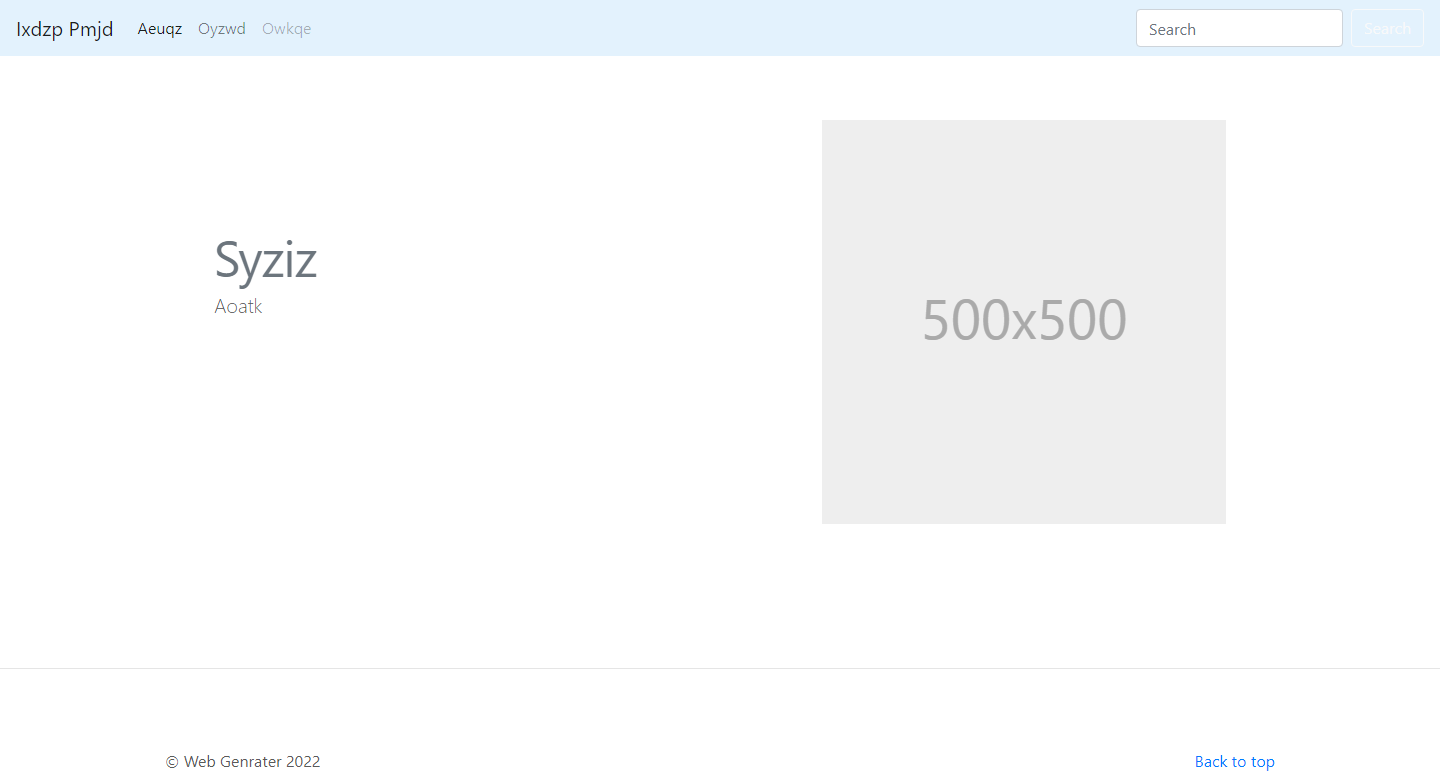 Ixdzp Pmjd Aeuqz Oyzwd Owkqe Search Search
Syziz
Aoatk
500x500
© Web Genrater 2022 Back to top